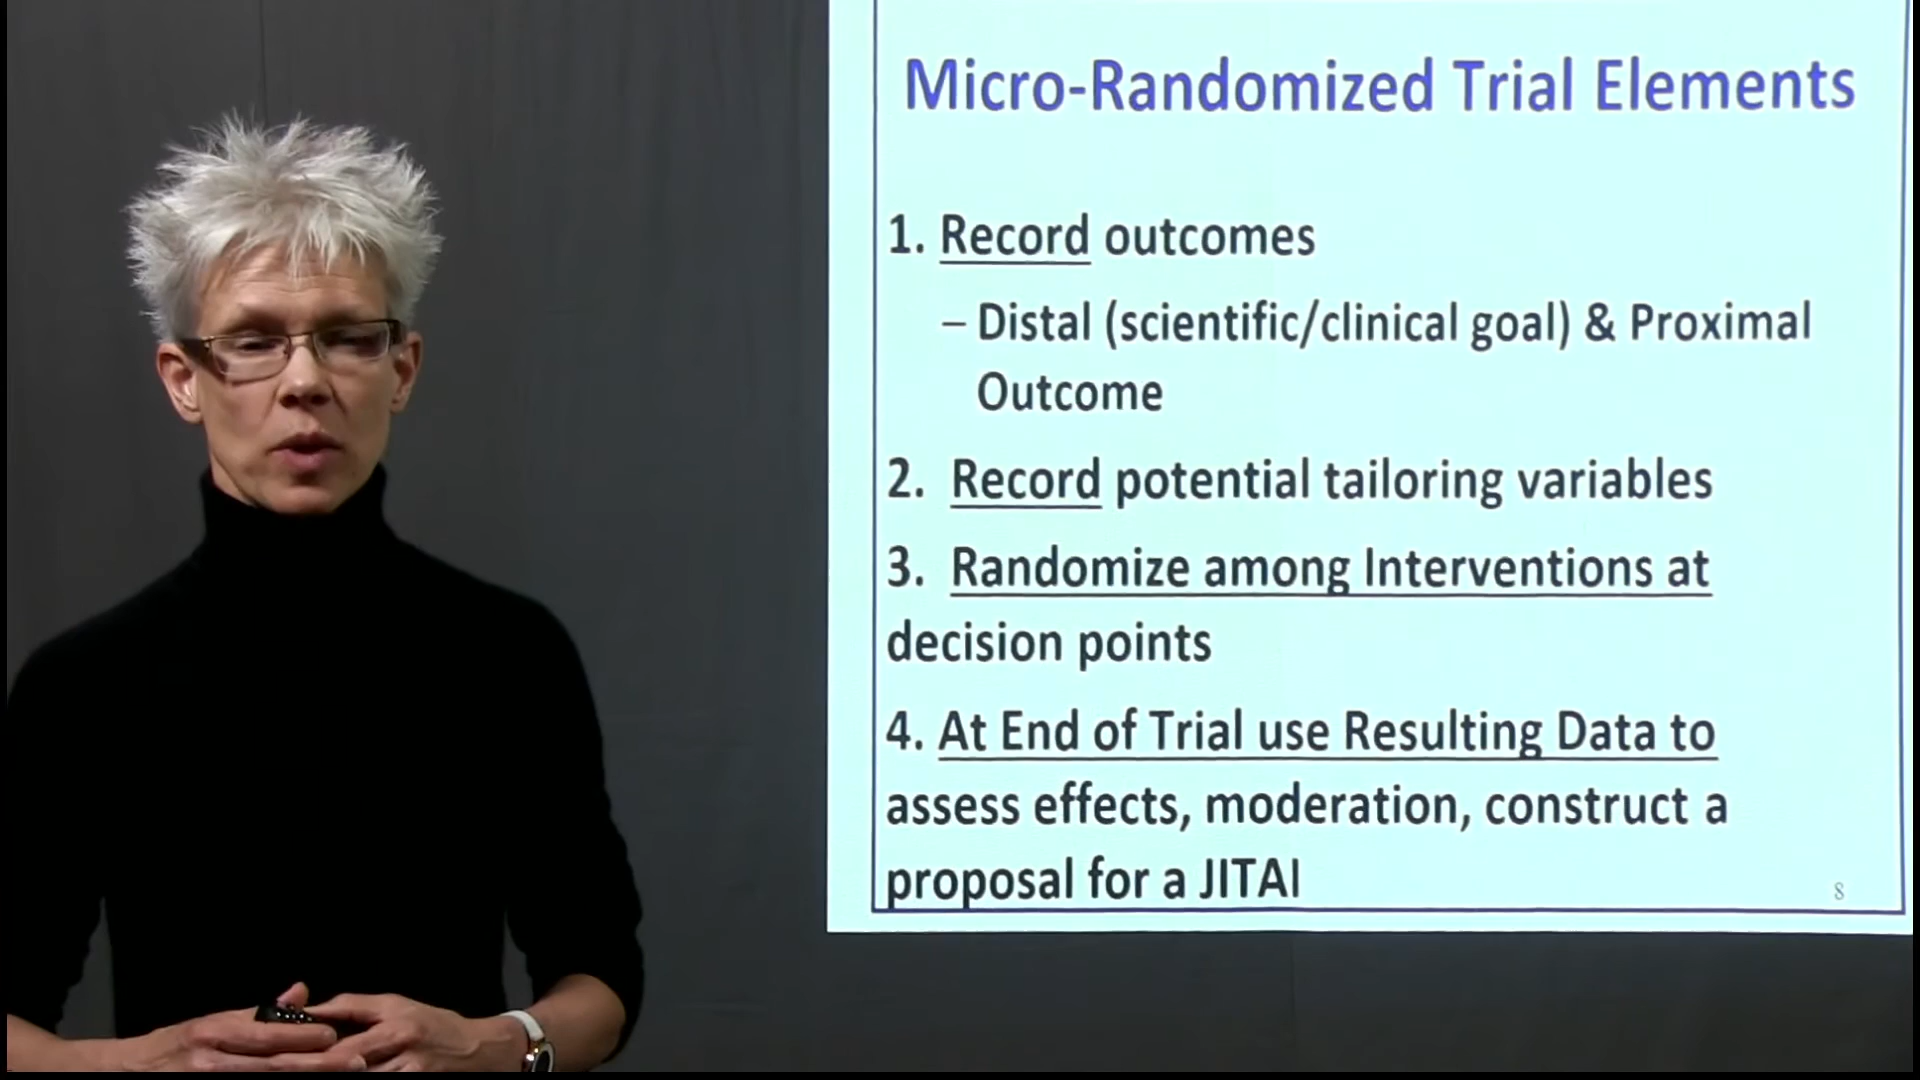 Micro-Randomized Trial Elements
1. Record outcomes
– Distal (scientific/clinical goal) & Proximal
Outcome
2. Record potential tailoring variables
3. Randomize among Interventions at
decision points
4. At End of Trial use Resulting Data to
assess effects, moderation, construct a
proposal for a JITAI
8